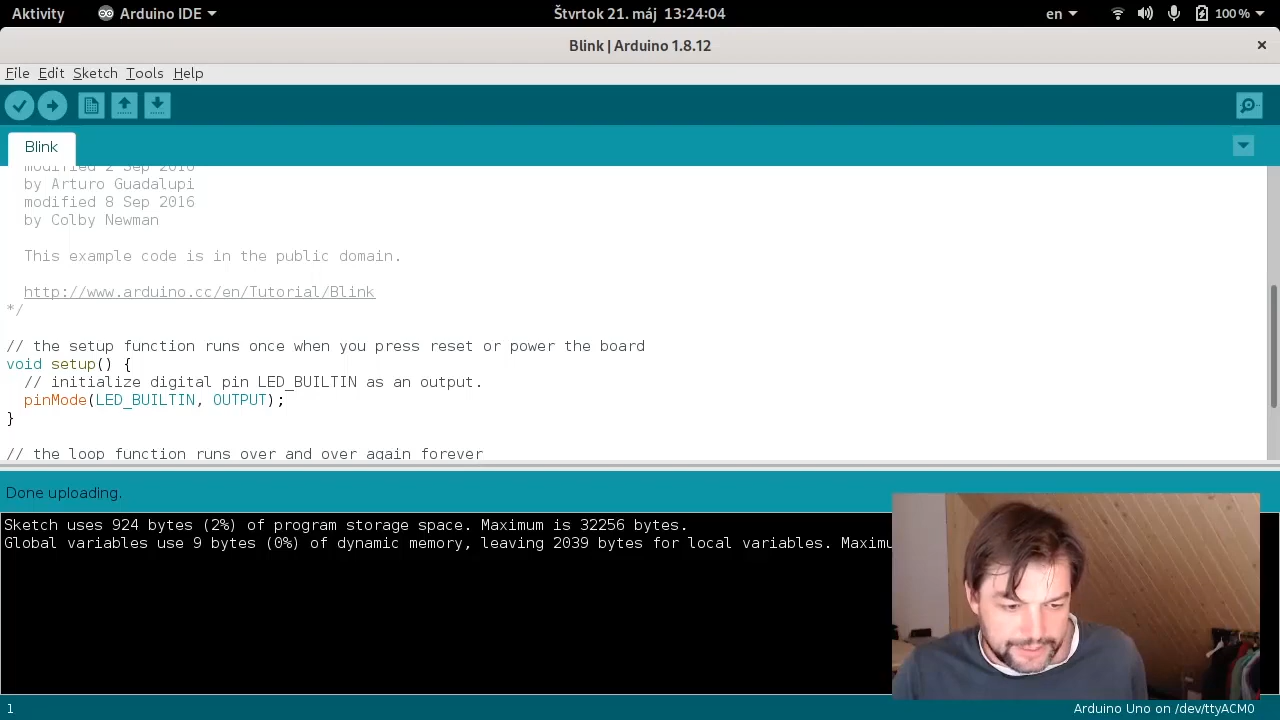 Aktivity
Arduino IDE
Štvrtok 21. máj 13:24:04
en
100 %
Blink | Arduino 1.8.12
×
File Edit Sketch Tools Help
Blink
modified 2 Sep 2016
by Arturo Guadalupi
modified 8 Sep 2016
by Colby Newman
This example code is in the public domain.
http://www.arduino.cc/en/Tutorial/Blink
*/
// the setup function runs once when you press reset or power the board
void setup() {
// initialize digital pin LED_BUILTIN as an output.
pinMode(LED_BUILTIN, OUTPUT);
}
// the loop function runs over and over again forever
Done uploading.
Sketch uses 924 bytes (2%) of program storage space. Maximum is 32256 bytes.
Global variables use 9 bytes (0%) of dynamic memory, leaving 2039 bytes for local variables. Maximu
1
Arduino Uno on /dev/ttyACM0